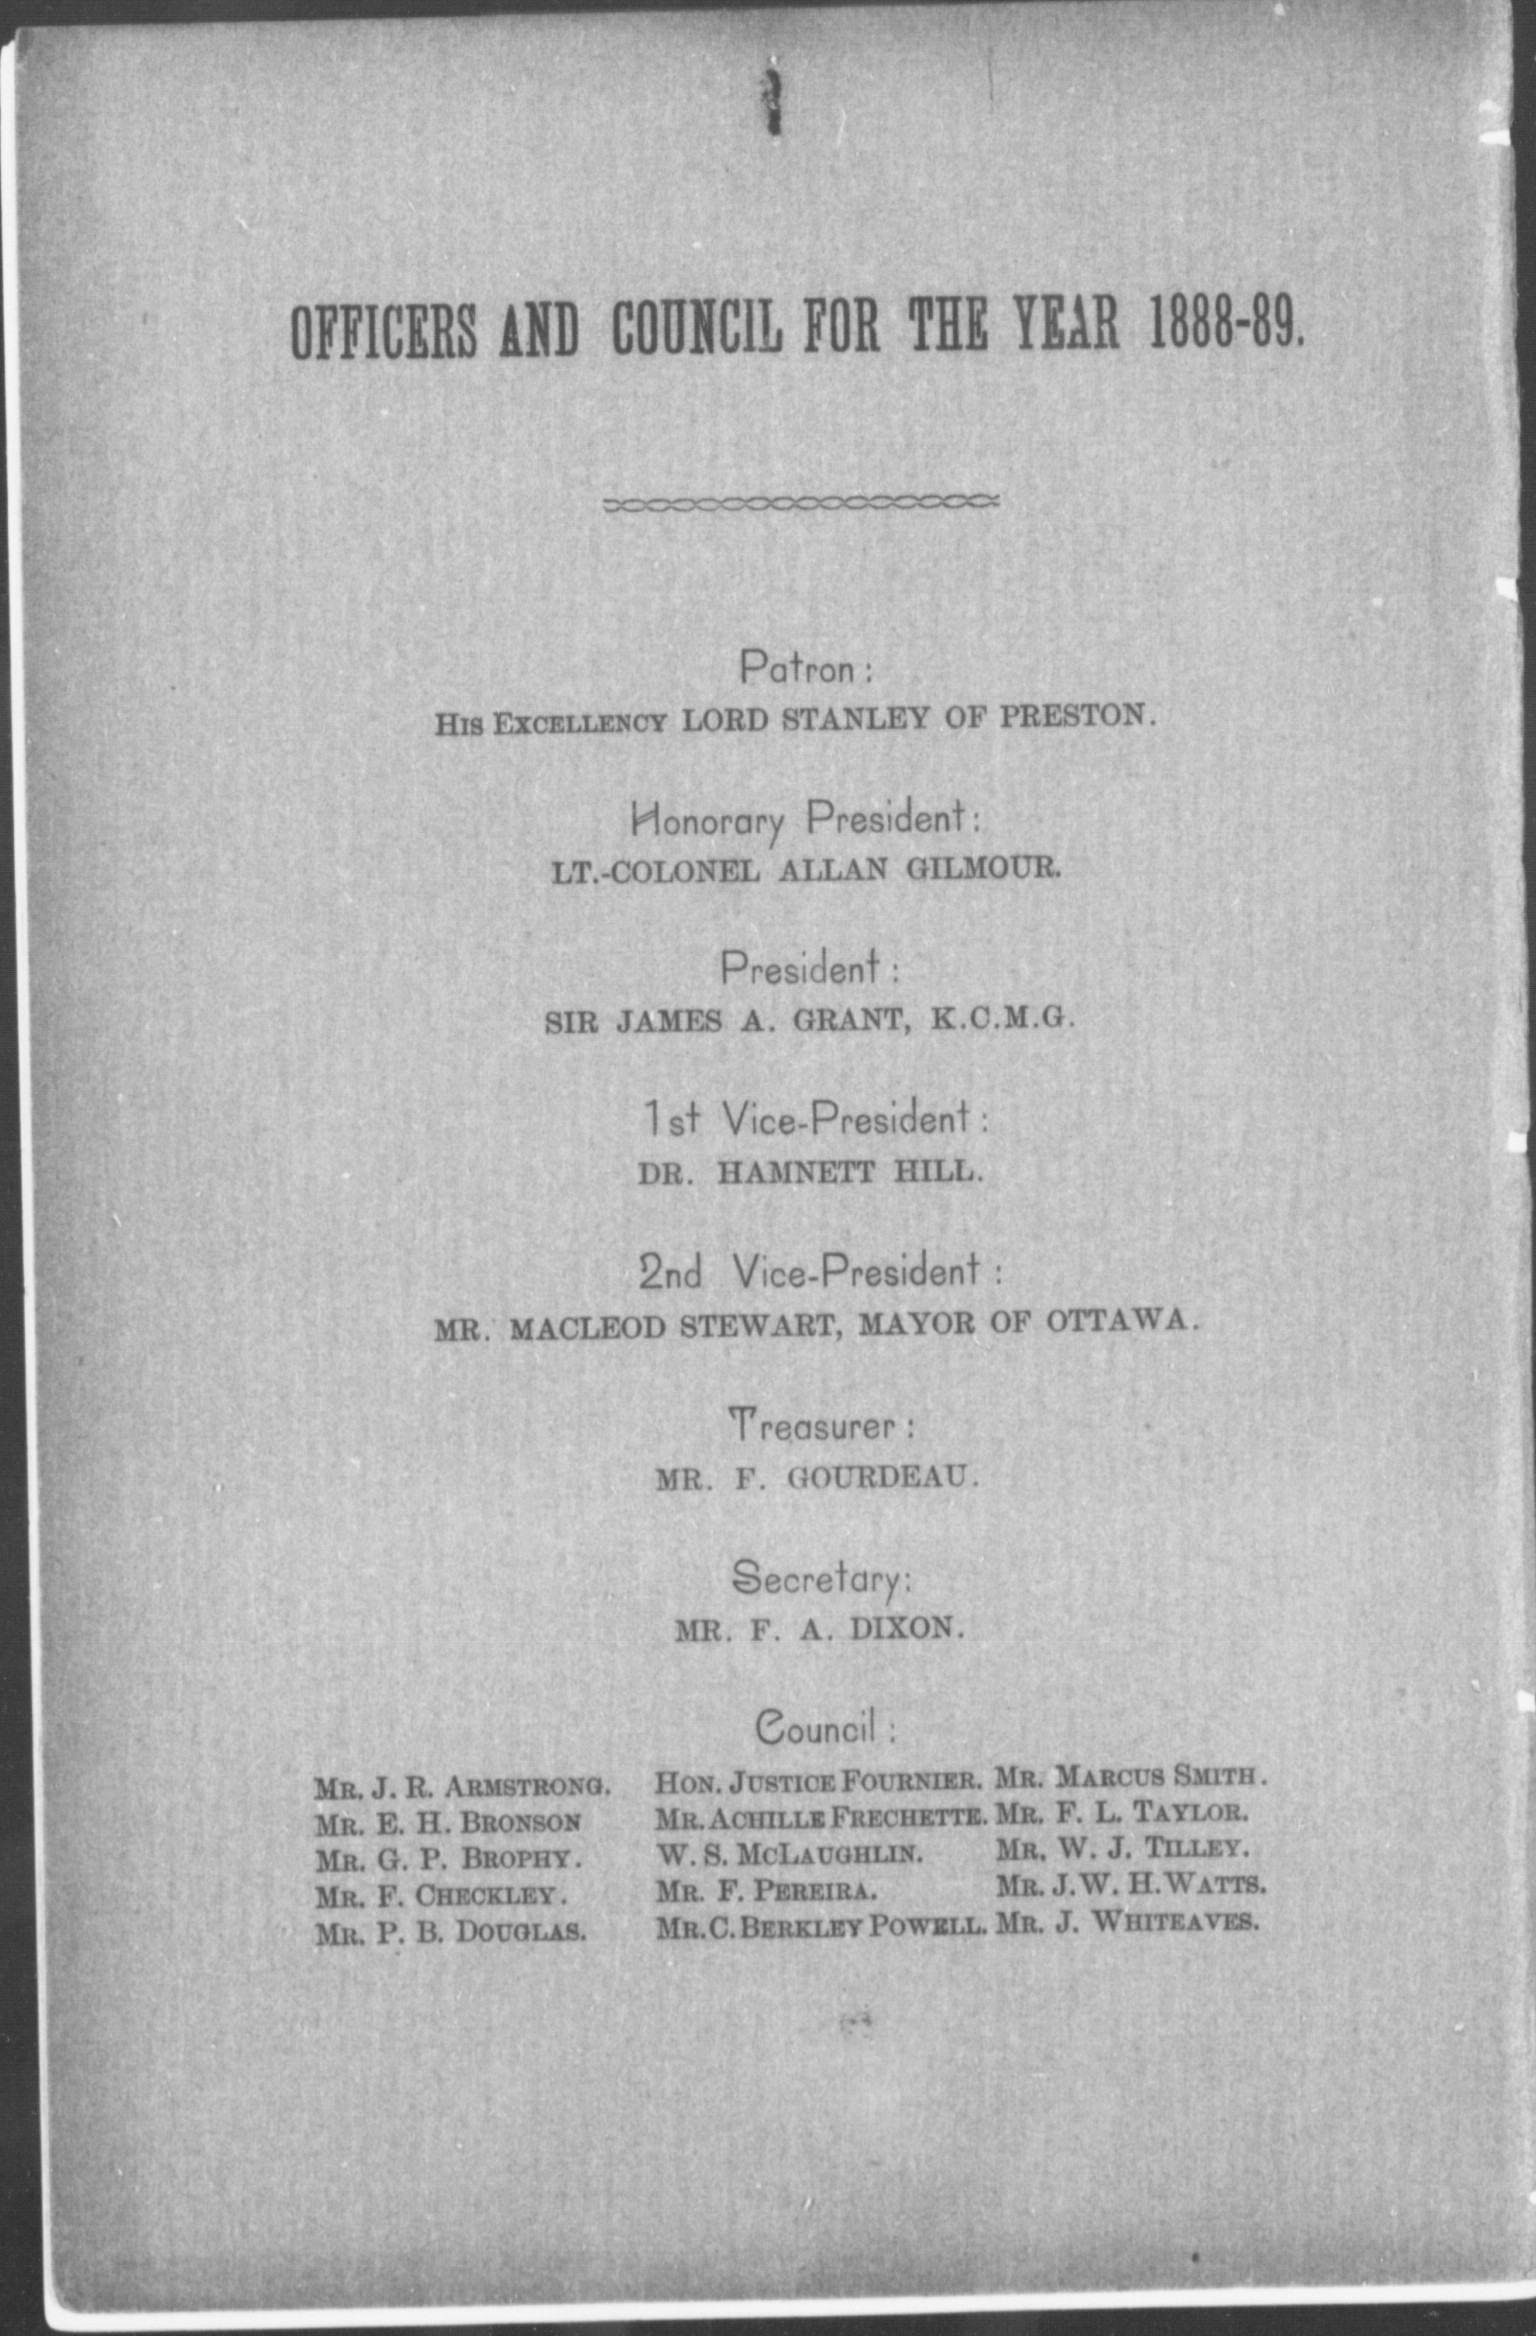 OFFICERS AND COUNCIL FOR THE YEAR 1888-89.
Patron:
HIS EXCELLENCY LORD STANLEY OF PRESTON.
Honorary President:
LT.-COLONEL ALLAN GILMOUR.
President:
SIR JAMES A. GRANT, K.C.M.G.
1st Vice-President:
DR. HAMNETT HILL.
2nd Vice-President:
MR. MACLEOD STEWART, MAYOR OF OTTAWA.
Treasurer:
MR. F. GOURDEAU.
Secretary:
MR. F. A. DIXON.
Council:
MR. J. R. ARMSTRONG. HON. JUSTICE FOURNIER. MR. MARCUS SMITH.
MR. E. H. BRONSON MR. ACHILLE FRECHETTE. MR. F. L. TAYLOR.
MR. G. P. BROPHY. W. S. MCLAUGHLIN. MR. W. J. TILLEY.
MR. F. CHECKLEY. MR. F. PEREIRA. MR. J. W. H. WATTS.
MR. P. B. DOUGLAS. MR. C. BERKLEY POWELL. MR. J. WHITEAVES.